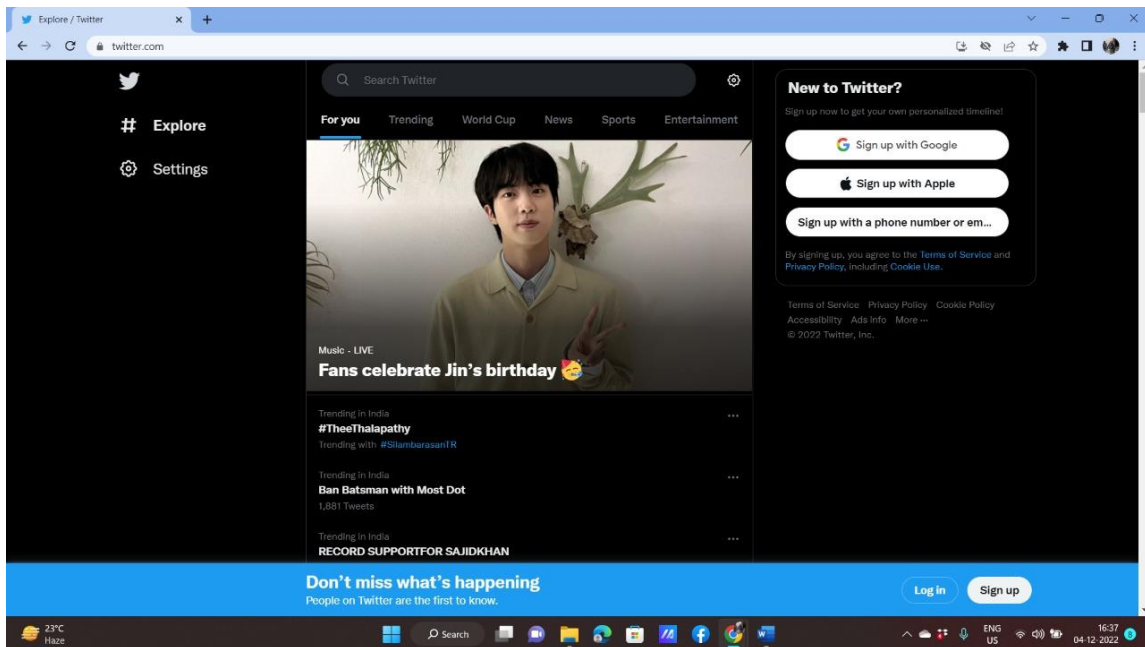 Explore / Twitter
twitter.com
Explore
Settings
Search Twitter
For you Trending World Cup News Sports Entertainment
Music - LIVE
Fans celebrate Jin's birthday 🥳
Trending in India
#TheeThalapathy
Trending with #SilambarasanTR
Trending in India
Ban Batsman with Most Dot
1,881 Tweets
Trending in India
RECORD SUPPORTFOR SAJIDKHAN
New to Twitter?
Sign up now to get your own personalized timeline!
Sign up with Google
Sign up with Apple
Sign up with a phone number or em...
By signing up, you agree to the Terms of Service and
Privacy Policy, including Cookie Use.
Terms of Service Privacy Policy Cookie Policy
Accessibility Ads info More ...
© 2022 Twitter, Inc.
Don't miss what's happening
People on Twitter are the first to know.
Log in Sign up
23°C
Haze
Search
ENG
US
16:37
04-12-2022
8